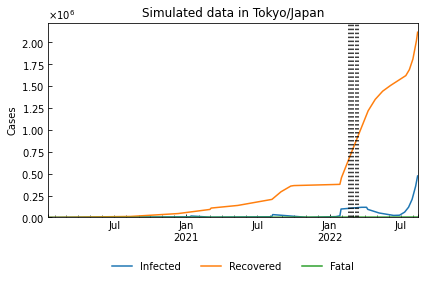 Simulated data in Tokyo/Japan
×10⁶
2.00
1.75
1.50
1.25
1.00
0.75
0.50
0.25
0.00
Cases
Jul Jan Jul Jan Jul
2021 2022
Infected Recovered Fatal